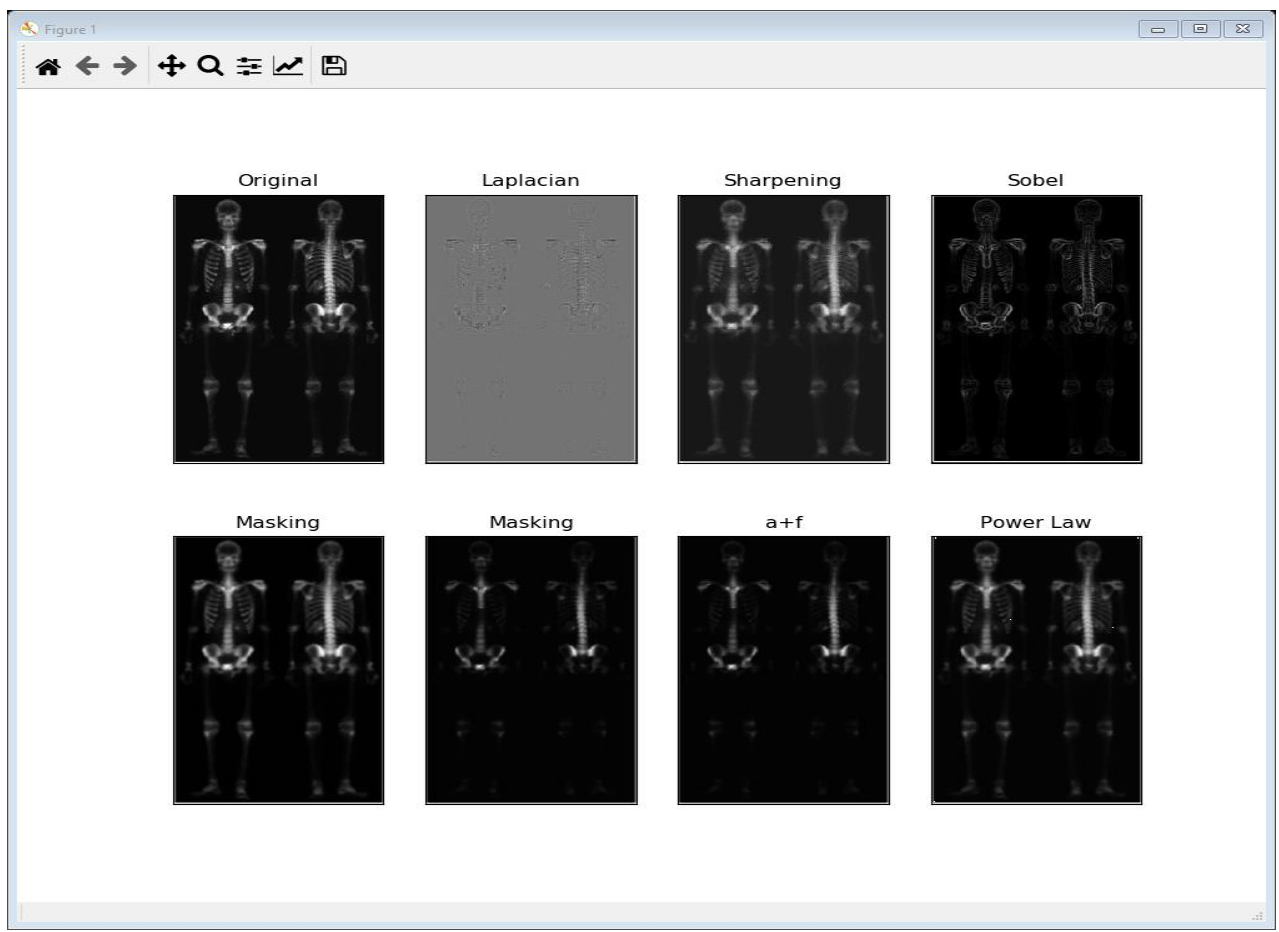 Figure 1
Original
Laplacian
Sharpening
Sobel
Masking
Masking
a+f
Power Law